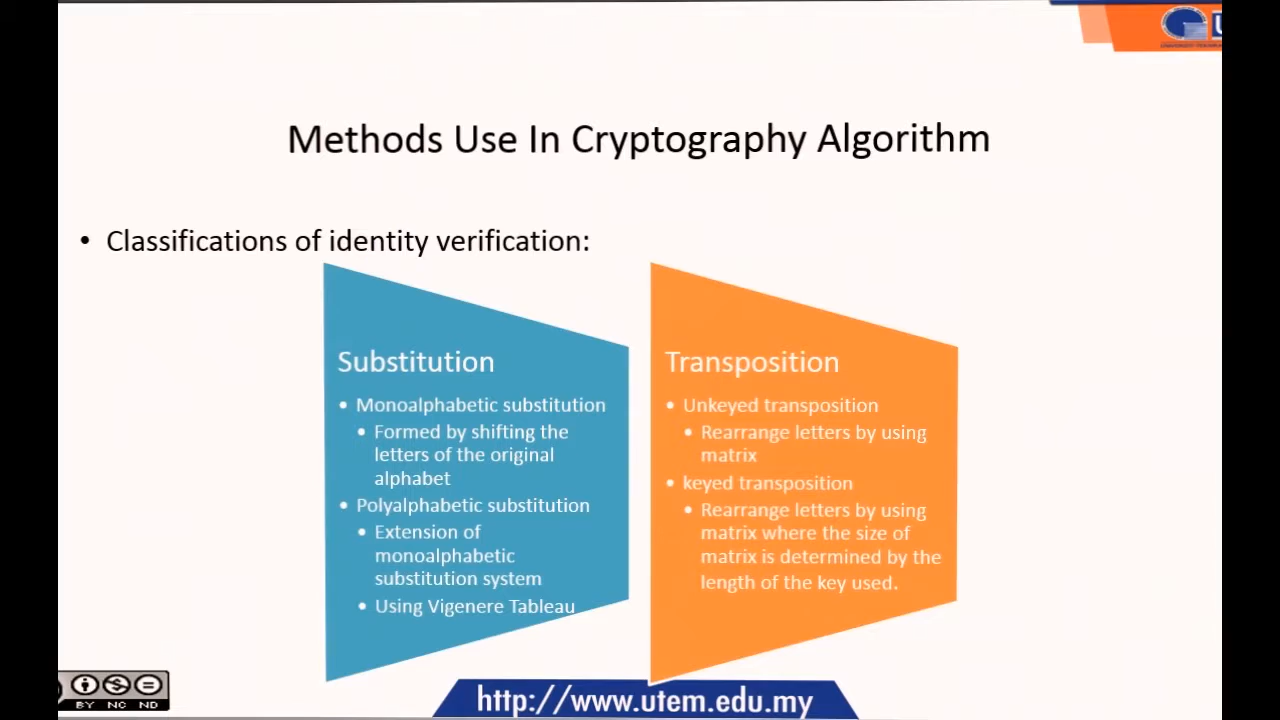 Methods Use In Cryptography Algorithm
• Classifications of identity verification:
Substitution
• Monoalphabetic substitution
• Formed by shifting the
letters of the original
alphabet
• Polyalphabetic substitution
• Extension of
monoalphabetic
substitution system
• Using Vigenere Tableau
Transposition
• Unkeyed transposition
• Rearrange letters by using
matrix
• keyed transposition
• Rearrange letters by using
matrix where the size of
matrix is determined by the
length of the key used.
BY NC ND
http://www.utem.edu.my